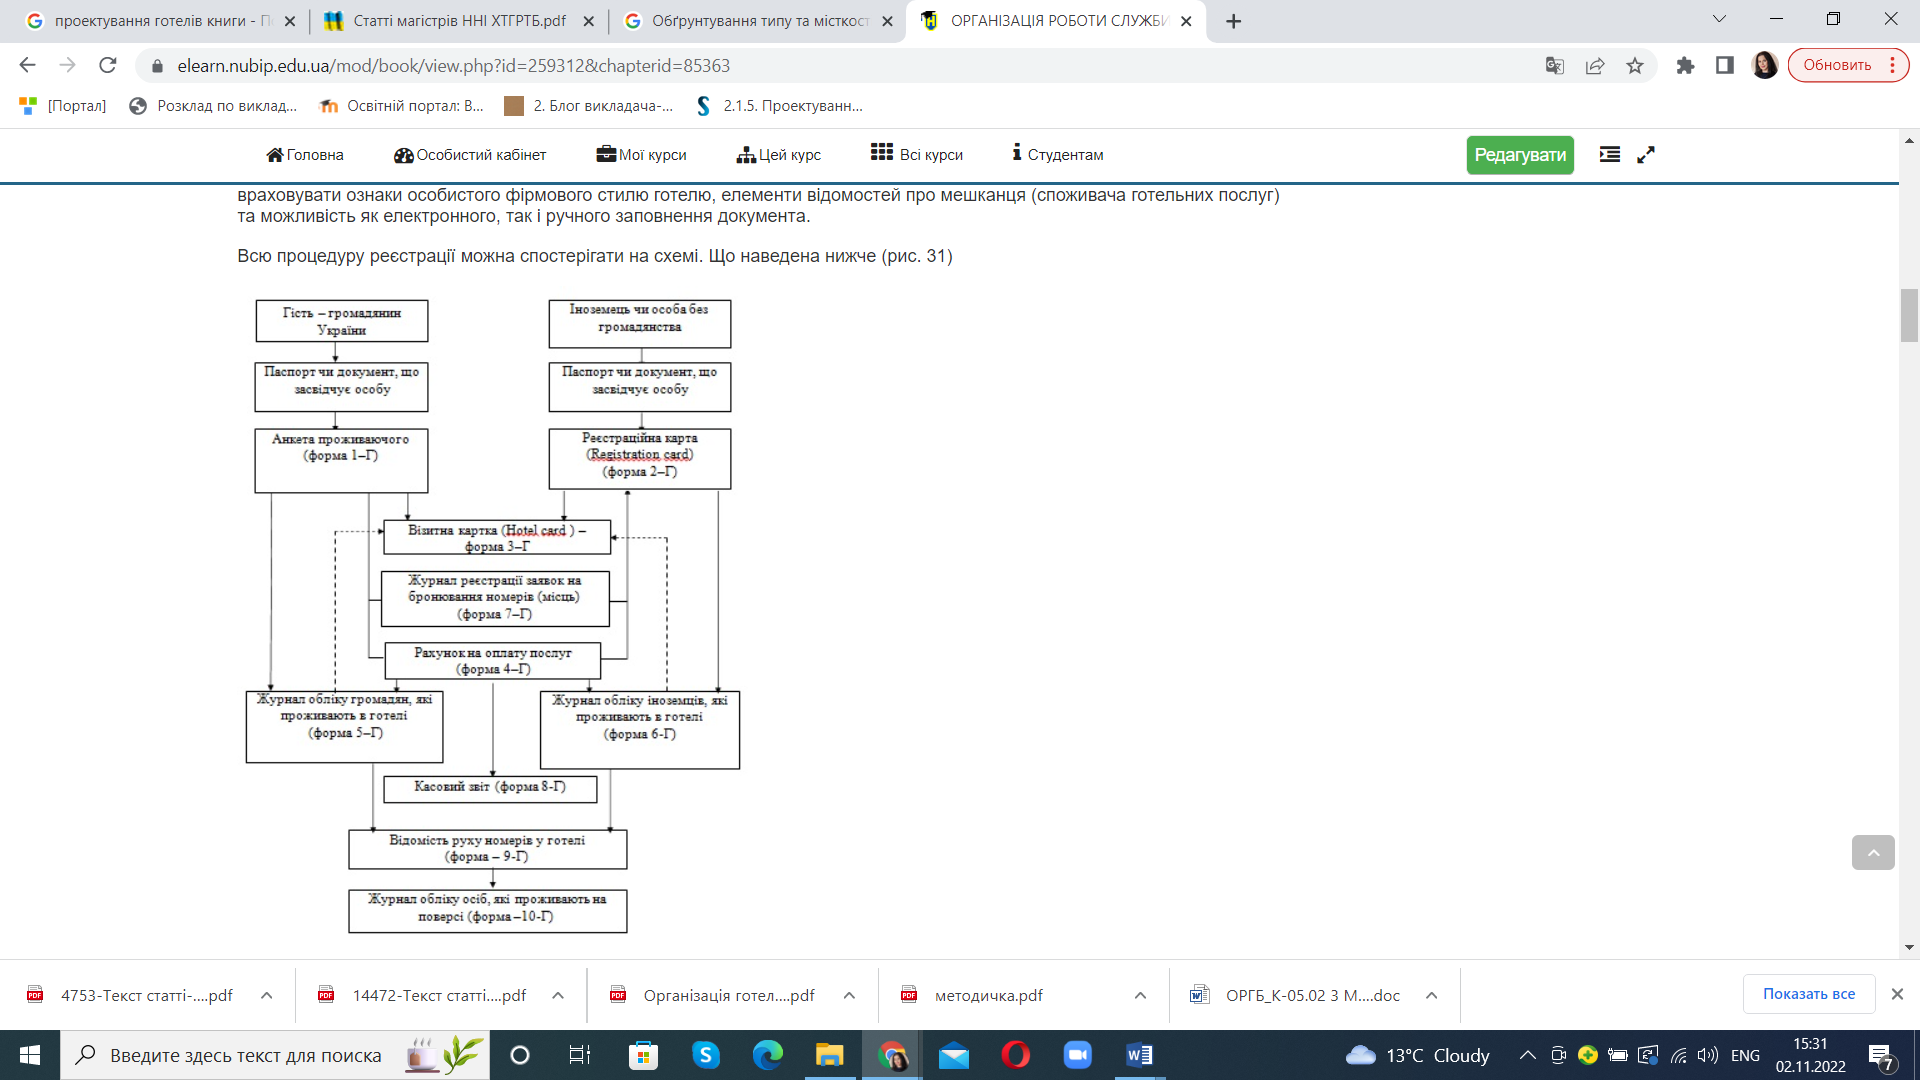 проектування готелів книги - П
Статті магістрів ННІ ХТГРТБ.pdf
Обґрунтування типу та місткост
ОРГАНІЗАЦІЯ РОБОТИ СЛУЖБИ
elearn.nubip.edu.ua/mod/book/view.php?id=259312&chapterid=85363
Обновить
[Портал]
Розклад по виклад...
Освітній портал: В...
2. Блог викладача-...
2.1.5. Проектуванн...
Головна
Особистий кабінет
Мої курси
Цей курс
Всі курси
Студентам
Редагувати
враховувати ознаки особистого фірмового стилю готелю, елементи відомостей про мешканця (споживача готельних послуг)
та можливість як електронного, так і ручного заповнення документа.
Всю процедуру реєстрації можна спостерігати на схемі. Що наведена нижче (рис. 31)
Гість – громадянин
України
Іноземець чи особа без
громадянства
Паспорт чи документ, що
засвідчує особу
Паспорт чи документ, що
засвідчує особу
Анкета проживаючого
(форма 1–Г)
Реєстраційна карта
(Registration card)
(форма 2–Г)
Візитна картка (Hotel card ) –
форма 3–Г
Журнал реєстрації заявок на
бронювання номерів (місць)
(форма 7–Г)
Рахунок на оплату послуг
(форма 4–Г)
Журнал обліку громадян, які
проживають в готелі
(форма 5–Г)
Журнал обліку іноземців, які
проживають в готелі
(форма 6-Г)
Касовий звіт (форма 8-Г)
Відомість руху номерів у готелі
(форма – 9-Г)
Журнал обліку осіб, які проживають на
поверсі (форма –10-Г)
4753-Текст статті-....pdf
14472-Текст статті....pdf
Організація готел....pdf
методичка.pdf
ОРГБ_К-05.02 З М....doc
Показать все
Введите здесь текст для поиска
13°C Cloudy
ENG
15:31
02.11.2022
7